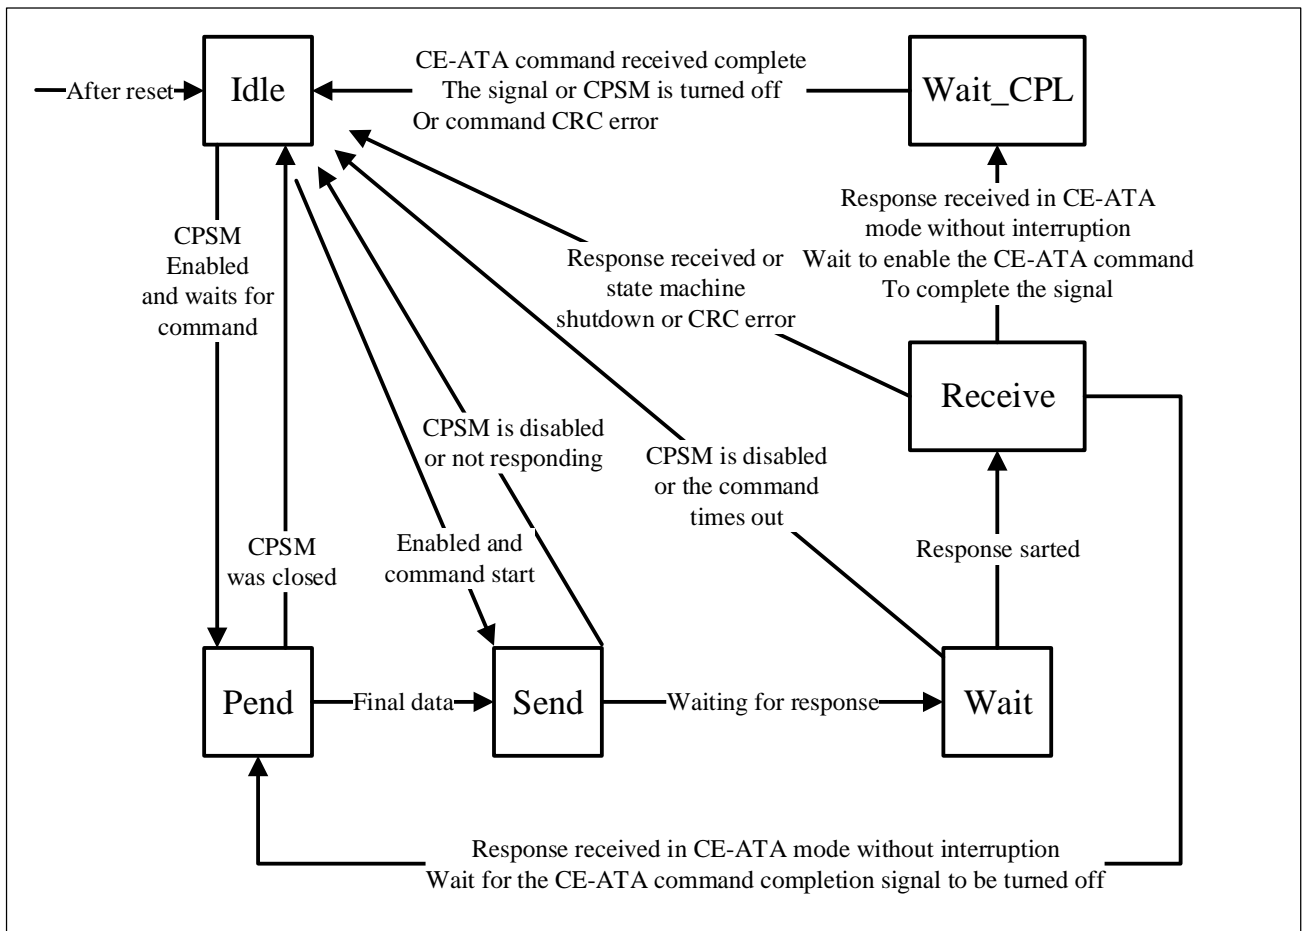 After reset
Idle
CE-ATA command received complete
The signal or CPSM is turned off
Or command CRC error
Wait_CPL
CPSM
Enabled
and waits for
command
Response received or
state machine
shutdown or CRC error
Response received in CE-ATA
mode without interruption
Wait to enable the CE-ATA command
To complete the signal
Receive
CPSM is disabled
or not responding
CPSM is disabled
or the command
times out
CPSM
was closed
Enabled and
command start
Response sarted
Pend
Final data
Send
Waiting for response
Wait
Response received in CE-ATA mode without interruption
Wait for the CE-ATA command completion signal to be turned off